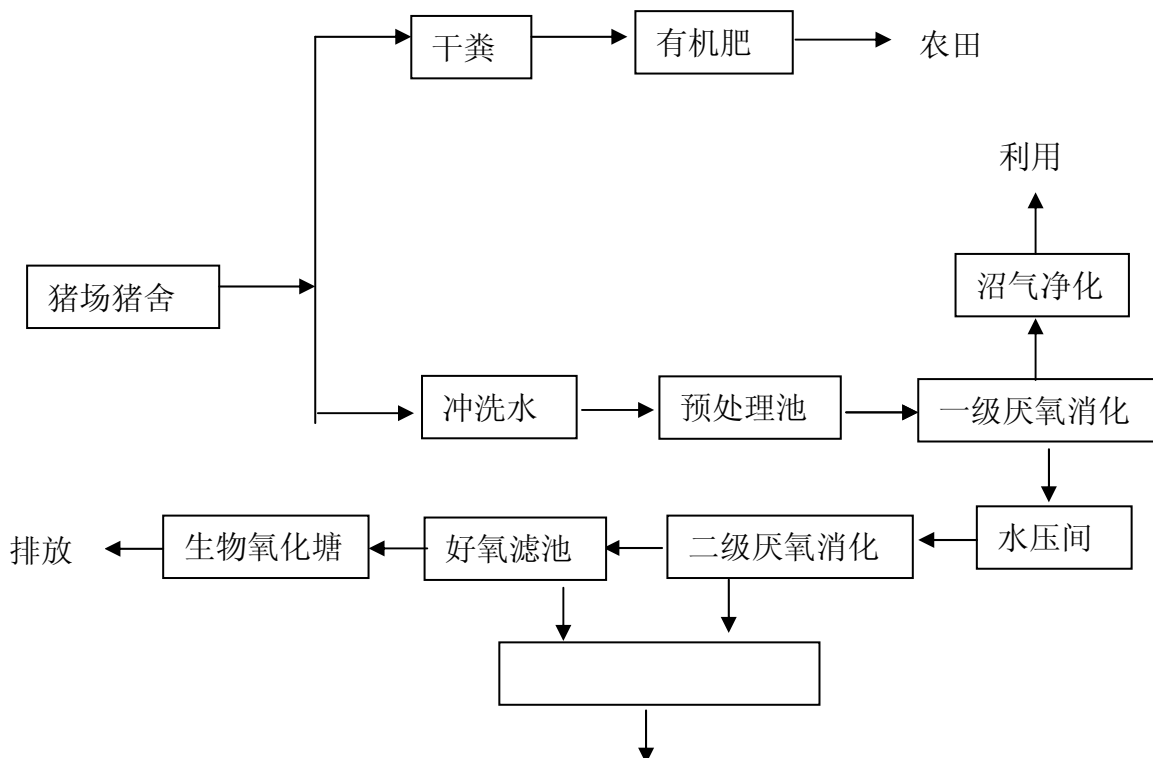 干粪
有机肥
农田
利用
沼气净化
猪场猪舍
冲洗水
预处理池
一级厌氧消化
水压间
二级厌氧消化
好氧滤池
生物氧化塘
排放